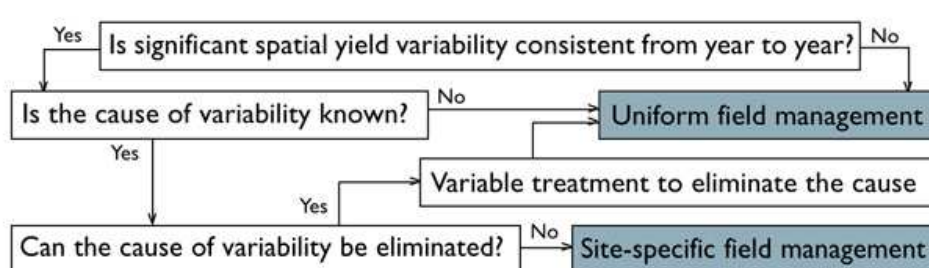 Is significant spatial yield variability consistent from year to year?
Yes
No
Is the cause of variability known?
No
Uniform field management
Yes
Variable treatment to eliminate the cause
Yes
Can the cause of variability be eliminated?
No
Site-specific field management